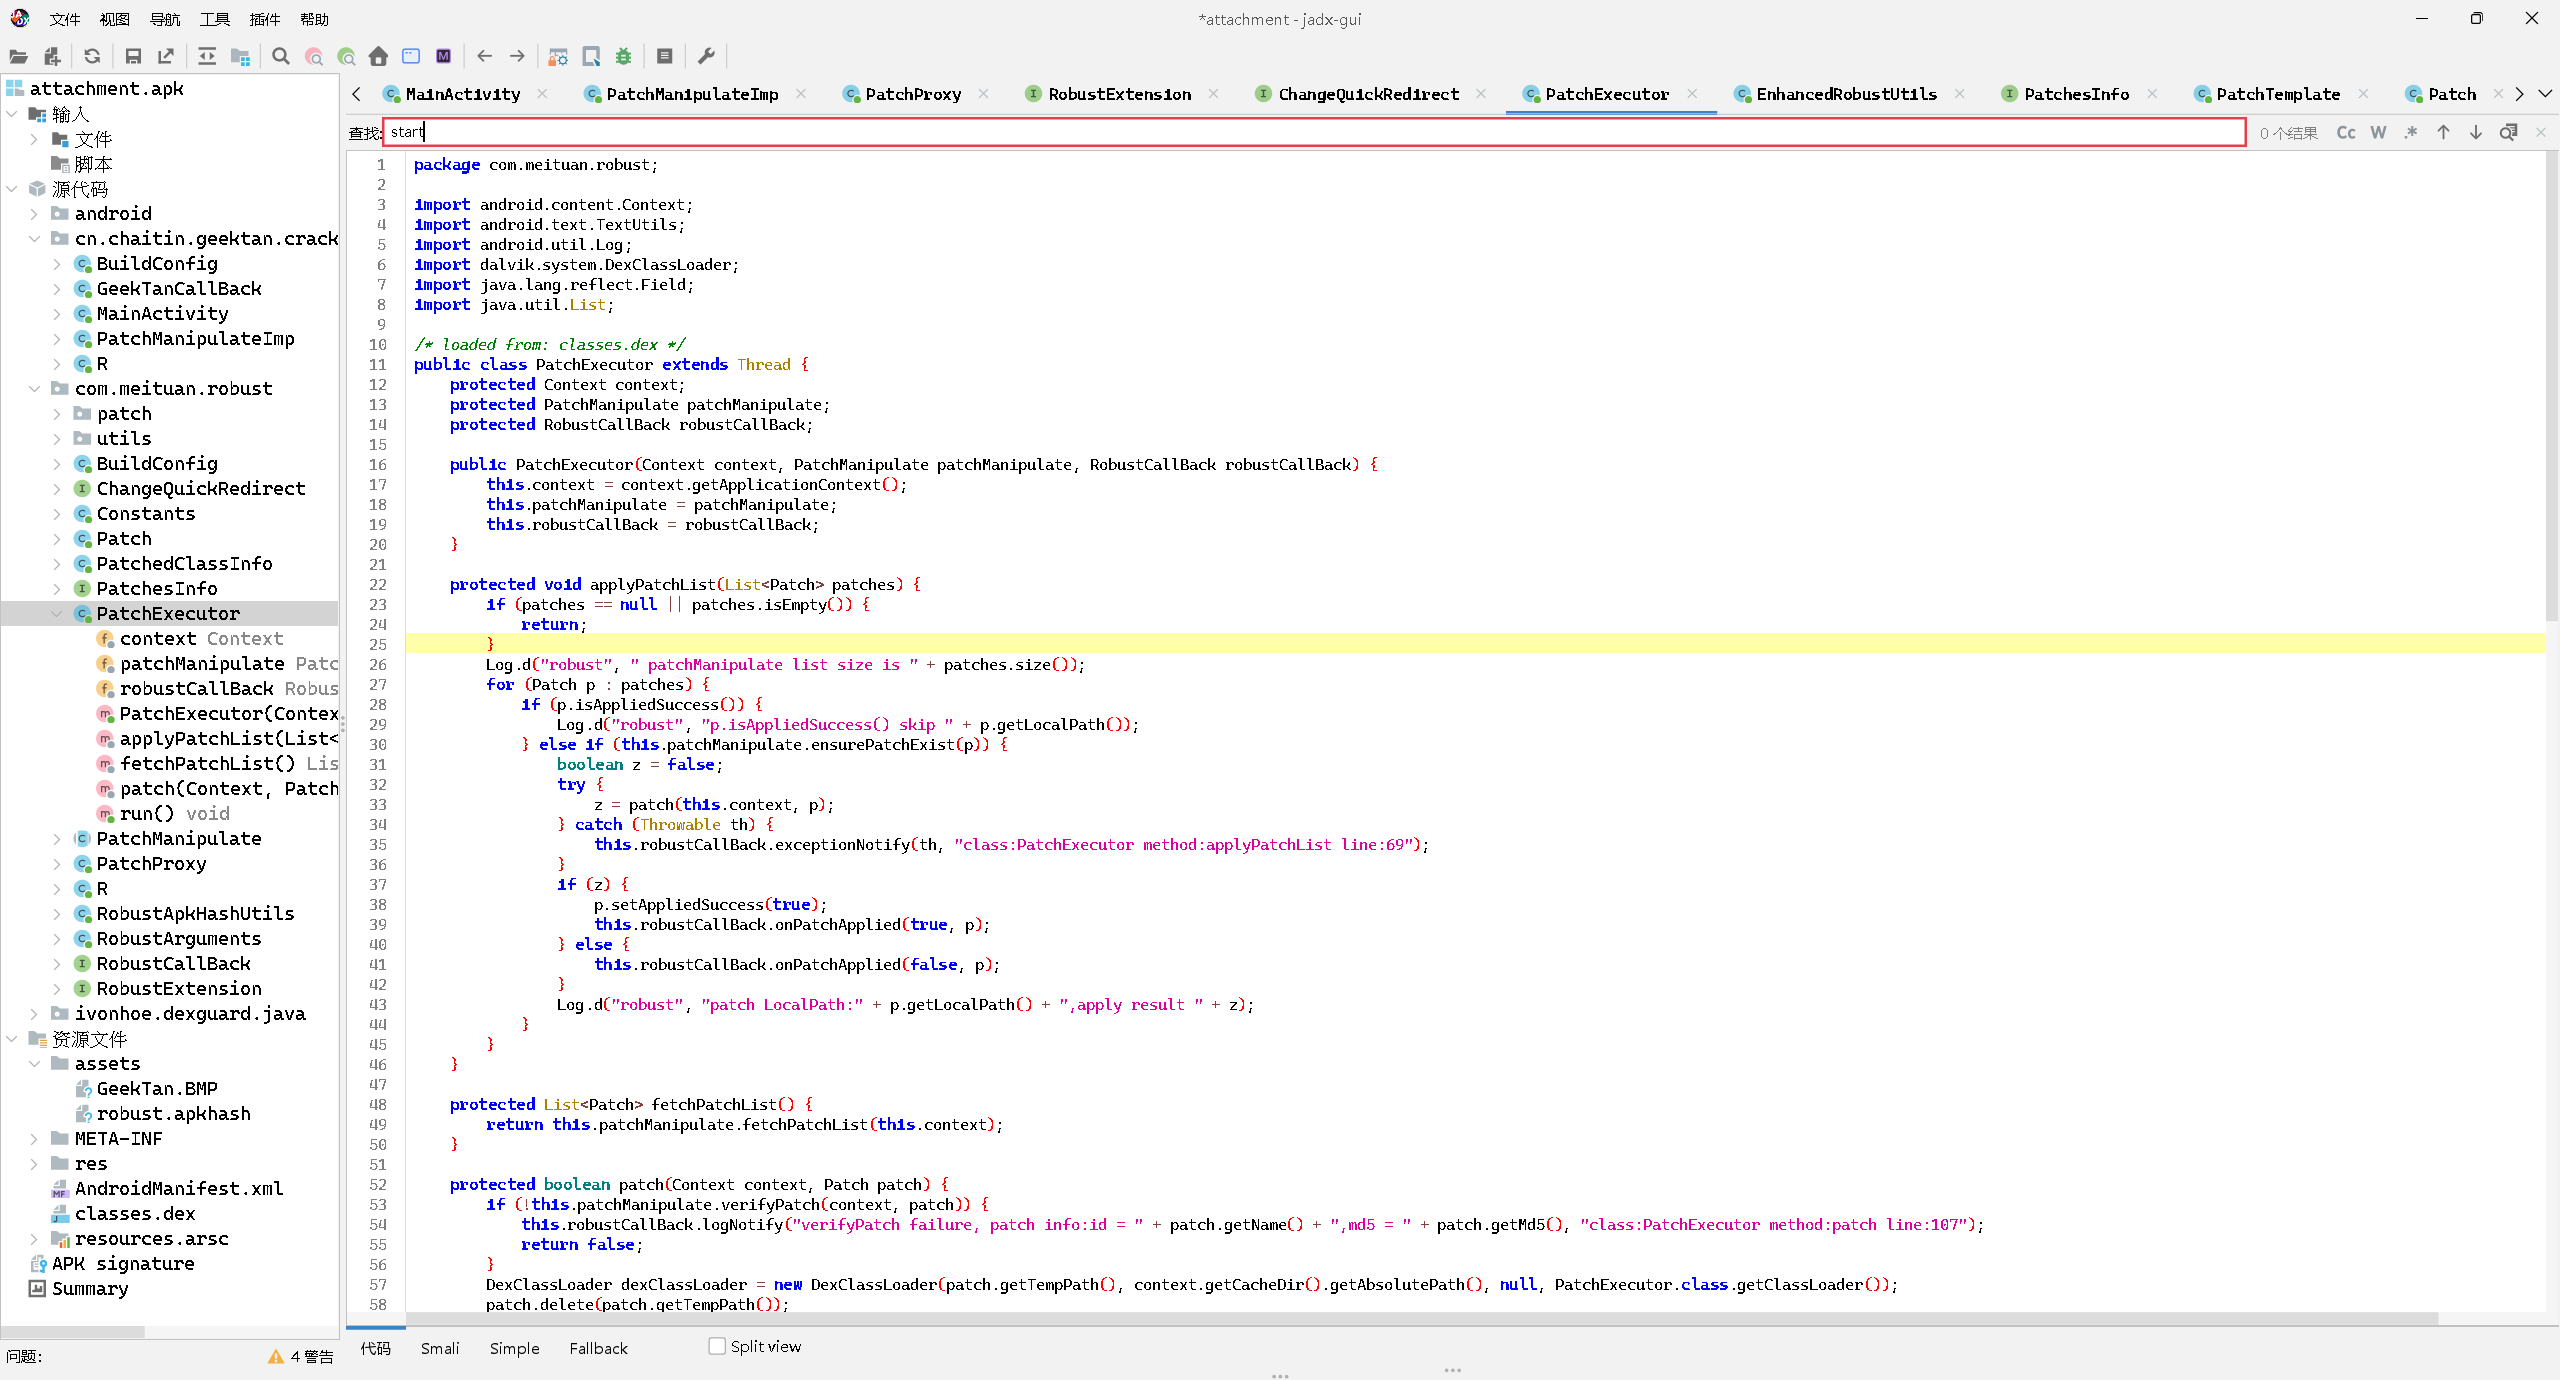 文件 视图 导航 工具 插件 帮助
*attachment - jadx-gui
attachment.apk
输入
文件
脚本
源代码
android
cn.chaitin.geektan.crack
BuildConfig
GeekTanCallBack
MainActivity
PatchManipulateImp
R
com.meituan.robust
patch
utils
BuildConfig
ChangeQuickRedirect
Constants
Patch
PatchedClassInfo
PatchesInfo
PatchExecutor
context Context
patchManipulate Patc
robustCallBack Robus
PatchExecutor(Contex
applyPatchList(List<
fetchPatchList() Lis
patch(Context, Patch
run() void
PatchManipulate
PatchProxy
R
RobustApkHashUtils
RobustArguments
RobustCallBack
RobustExtension
ivonhoe.dexguard.java
资源文件
assets
GeekTan.BMP
robust.apkhash
META-INF
res
AndroidManifest.xml
classes.dex
resources.arsc
APK signature
Summary
问题: 4 警告
MainActivity PatchManipulateImp PatchProxy RobustExtension ChangeQuickRedirect PatchExecutor EnhancedRobustUtils PatchesInfo PatchTemplate Patch
查找: start 0 个结果 Cc W .*
1 package com.meituan.robust;
2
3 import android.content.Context;
4 import android.text.TextUtils;
5 import android.util.Log;
6 import dalvik.system.DexClassLoader;
7 import java.lang.reflect.Field;
8 import java.util.List;
9
10 /* loaded from: classes.dex */
11 public class PatchExecutor extends Thread {
12 protected Context context;
13 protected PatchManipulate patchManipulate;
14 protected RobustCallBack robustCallBack;
15
16 public PatchExecutor(Context context, PatchManipulate patchManipulate, RobustCallBack robustCallBack) {
17 this.context = context.getApplicationContext();
18 this.patchManipulate = patchManipulate;
19 this.robustCallBack = robustCallBack;
20 }
21
22 protected void applyPatchList(List<Patch> patches) {
23 if (patches == null || patches.isEmpty()) {
24 return;
25 }
26 Log.d("robust", " patchManipulate list size is " + patches.size());
27 for (Patch p : patches) {
28 if (p.isAppliedSuccess()) {
29 Log.d("robust", "p.isAppliedSuccess() skip " + p.getLocalPath());
30 } else if (this.patchManipulate.ensurePatchExist(p)) {
31 boolean z = false;
32 try {
33 z = patch(this.context, p);
34 } catch (Throwable th) {
35 this.robustCallBack.exceptionNotify(th, "class:PatchExecutor method:applyPatchList line:69");
36 }
37 if (z) {
38 p.setAppliedSuccess(true);
39 this.robustCallBack.onPatchApplied(true, p);
40 } else {
41 this.robustCallBack.onPatchApplied(false, p);
42 }
43 Log.d("robust", "patch LocalPath:" + p.getLocalPath() + ",apply result " + z);
44 }
45 }
46 }
47
48 protected List<Patch> fetchPatchList() {
49 return this.patchManipulate.fetchPatchList(this.context);
50 }
51
52 protected boolean patch(Context context, Patch patch) {
53 if (!this.patchManipulate.verifyPatch(context, patch)) {
54 this.robustCallBack.logNotify("verifyPatch failure, patch info:id = " + patch.getName() + ",md5 = " + patch.getMd5(), "class:PatchExecutor method:patch line:107");
55 return false;
56 }
57 DexClassLoader dexClassLoader = new DexClassLoader(patch.getTempPath(), context.getCacheDir().getAbsolutePath(), null, PatchExecutor.class.getClassLoader());
58 patch.delete(patch.getTempPath());
代码 Smali Simple Fallback Split view